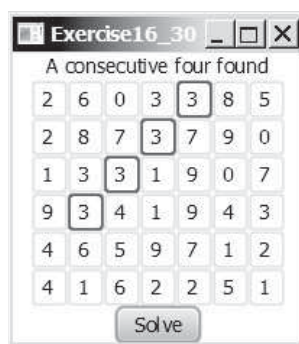 Exercise16_30
A consecutive four found
2 6 0 3 3 8 5
2 8 7 3 7 9 0
1 3 3 1 9 0 7
9 3 4 1 9 4 3
4 6 5 9 7 1 2
4 1 6 2 2 5 1
Solve